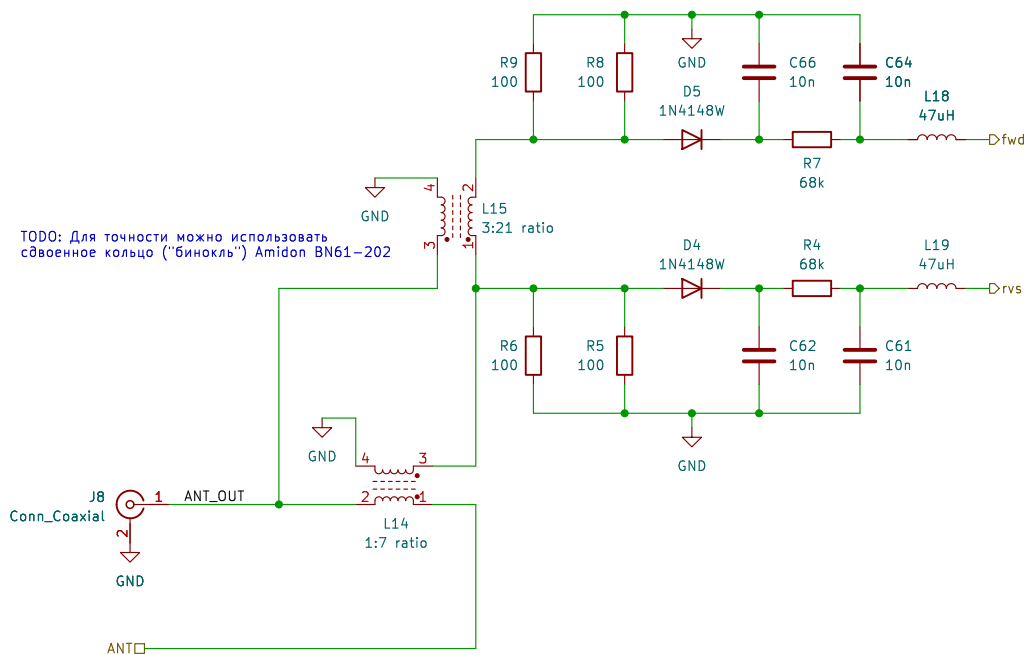 R9
100
R8
100
GND
C66
10n
C64
10n
D5
1N4148W
L18
47uH
fwd
R7
68k
GND
4
2
3
1
L15
3:21 ratio
TODO: Для точности можно использовать
сдвоенное кольцо ("бинокль") Amidon BN61-202
D4
1N4148W
R4
68k
L19
47uH
rvs
R6
100
R5
100
C62
10n
C61
10n
GND
GND
4
3
2
1
L14
1:7 ratio
J8
Conn_Coaxial
1
2
ANT_OUT
GND
ANT